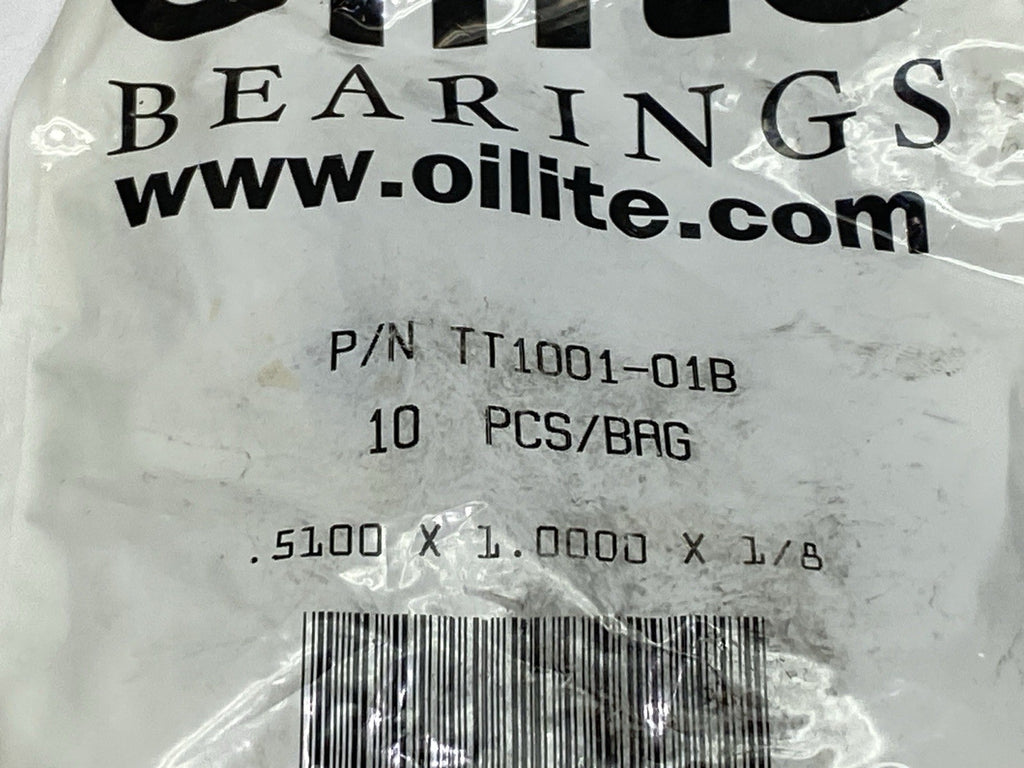 BEARINGS
www.oilite.com
P/N TT1001-01B
10 PCS/BAG
.5100 X 1.0000 X 1/8